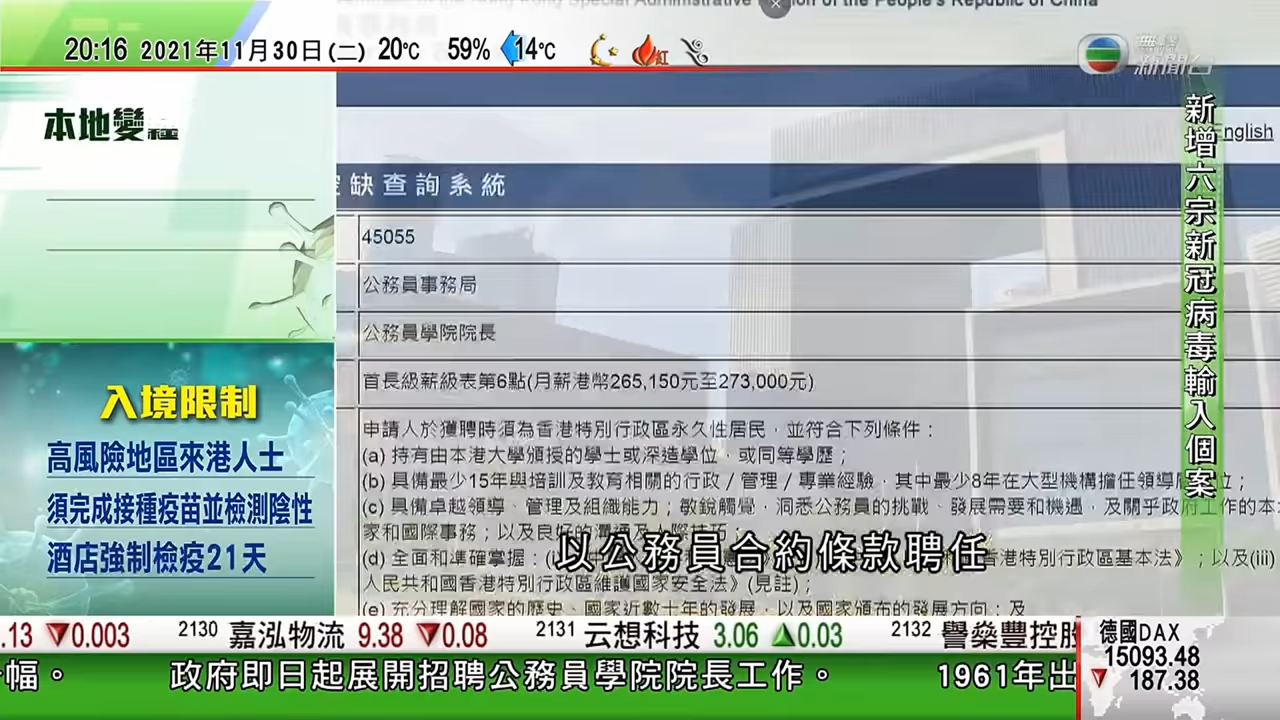 20:16 2021年11月30日(二) 20℃ 59% 14℃
紅
無綫
新聞台
本地變種
入境限制
高風險地區來港人士
須完成接種疫苗並檢測陰性
酒店強制檢疫21天
English
缺查詢系統
45055
公務員事務局
公務員學院院長
首長級薪級表第6點(月薪港幣265,150元至273,000元)
申請人於獲聘時須為香港特別行政區永久性居民，並符合下列條件：
(a) 持有由本港大學頒授的學士或深造學位，或同等學歷；
(b) 具備最少15年與培訓及教育相關的行政／管理／專業經驗，其中最少8年在大型機構擔任領導
(c) 具備卓越領導、管理及組織能力；敏銳觸覺，洞悉公務員的挑戰、發展需要和機遇，及關乎政府工作的本
家和國際事務；以及良好的溝通及人際技巧；
(d) 全面和準確掌握：(i) 香港特別行政區基本法》；以及(iii)
人民共和國香港特別行政區維護國家安全法》(見註)；
(e) 充分理解國家的歷史、國家近數十年的發展，以及國家頒布的發展方向；及
以公務員合約條款聘任
新增六宗新冠病毒輸入個案
.13 ▼0.003 2130 嘉泓物流 9.38 ▼0.08 2131 云想科技 3.06 ▲0.03 2132 譽燊豐控股
德國DAX
15093.48
▼ 187.38
幅。 政府即日起展開招聘公務員學院院長工作。 1961年出